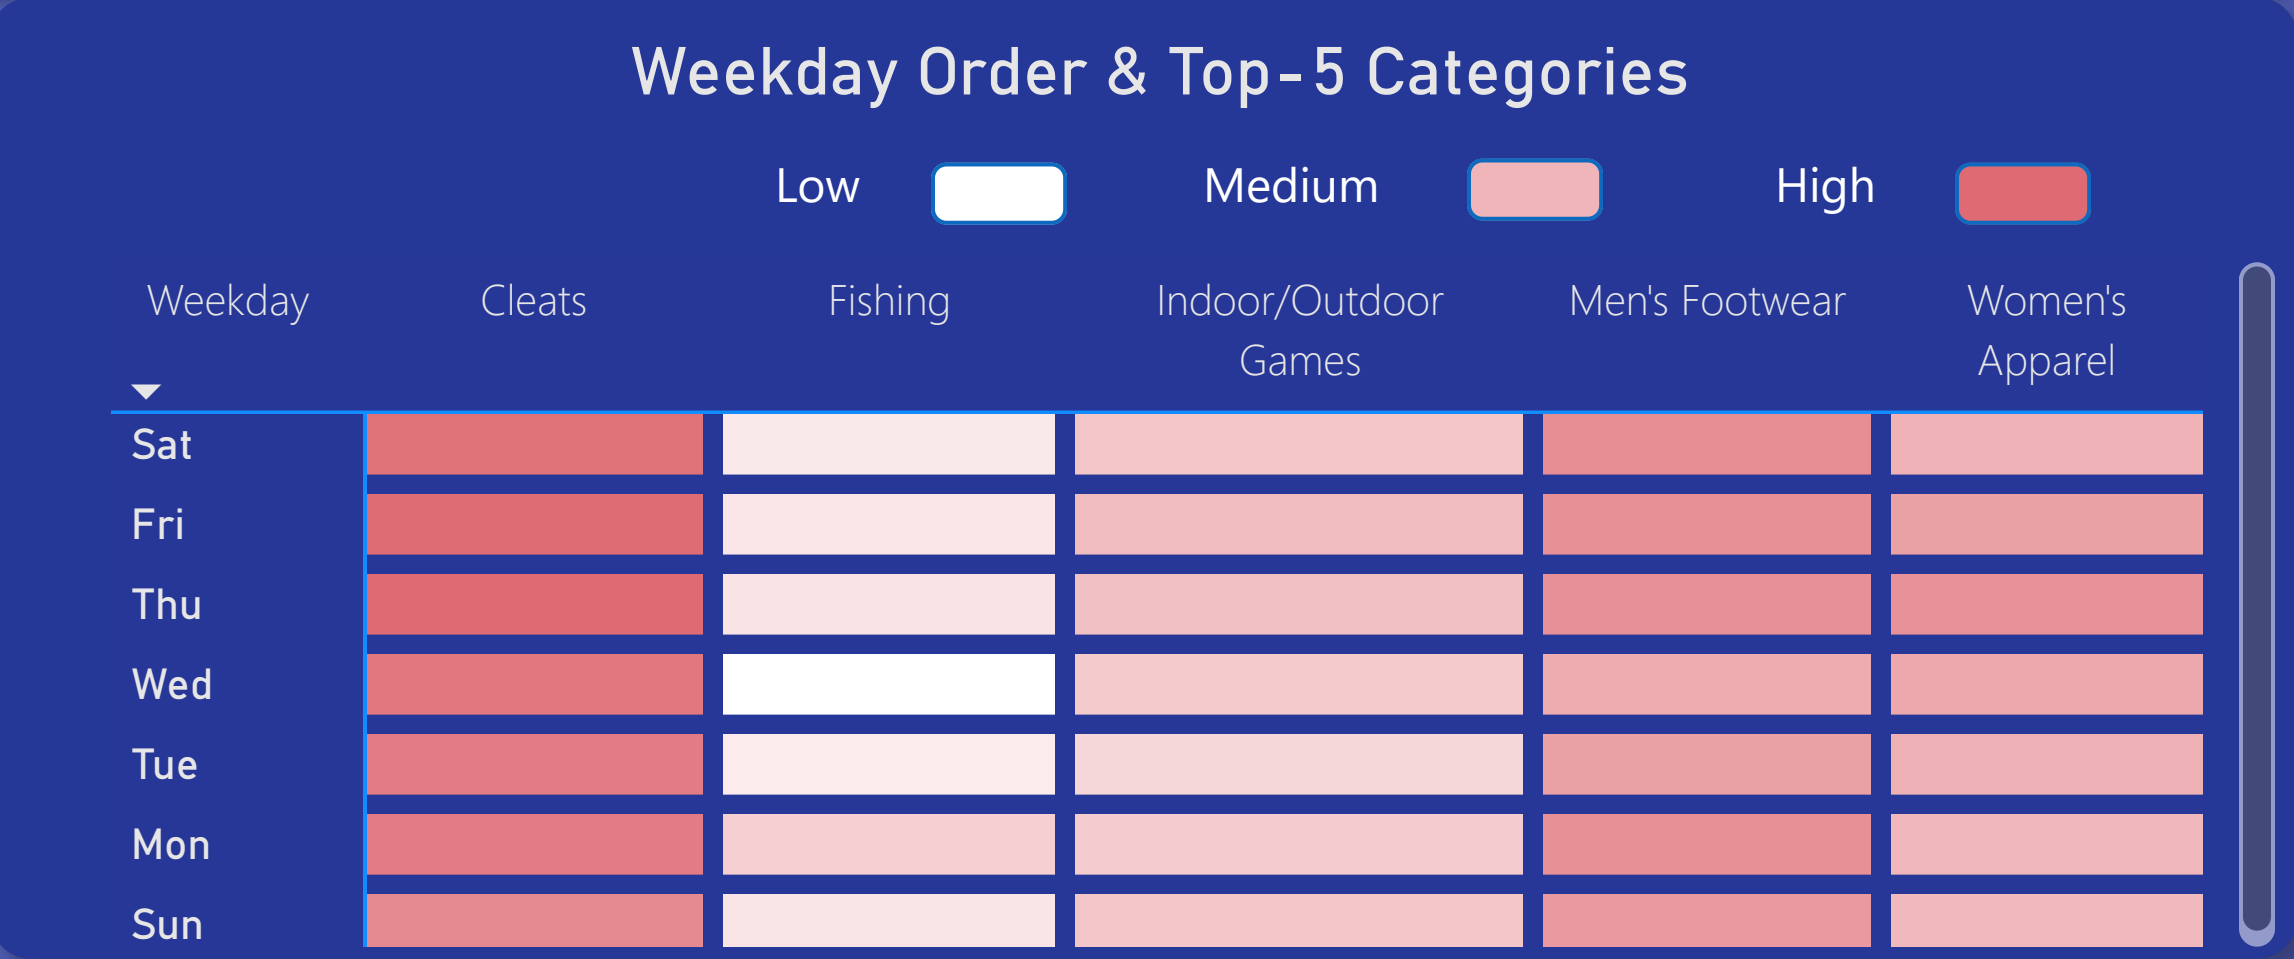 Weekday Order & Top-5 Categories
Low Medium High
Weekday Cleats Fishing Indoor/Outdoor Games Men's Footwear Women's Apparel
Sat
Fri
Thu
Wed
Tue
Mon
Sun